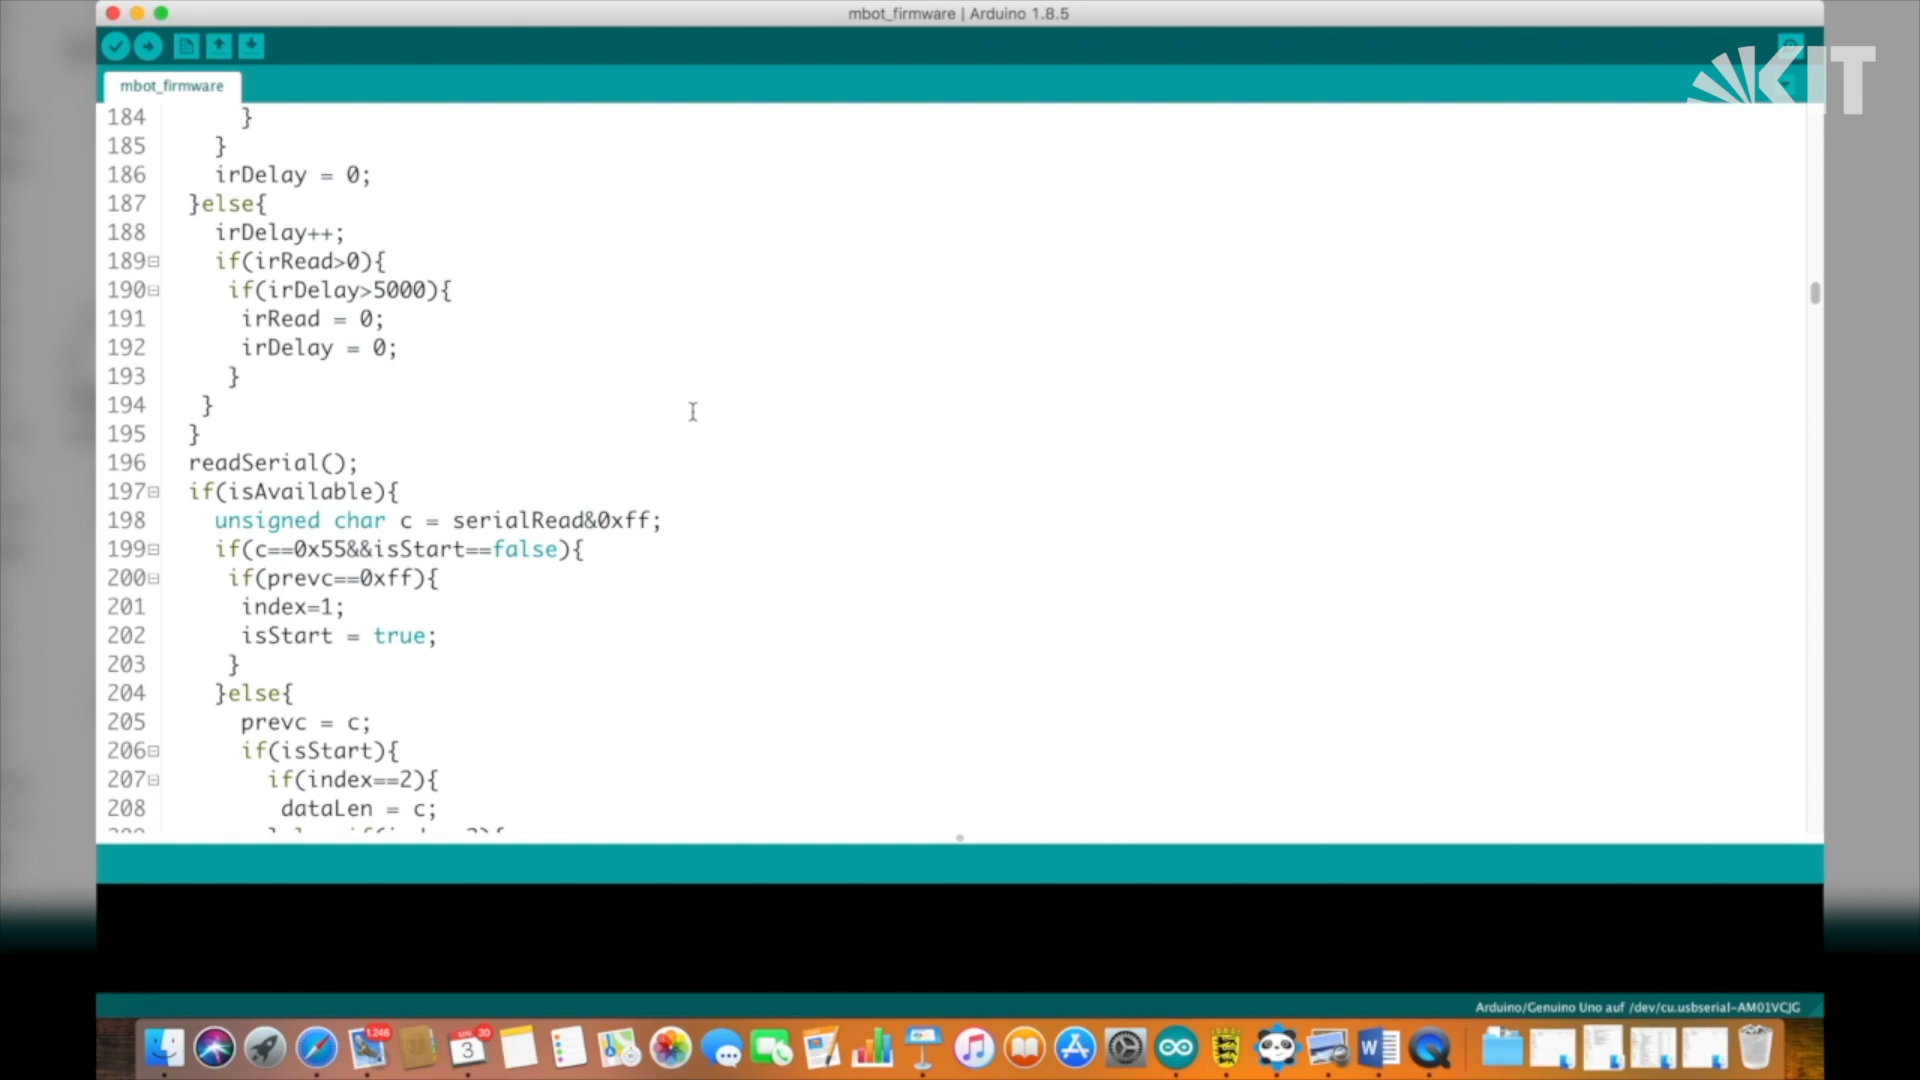 mbot_firmware | Arduino 1.8.5
KIT
mbot_firmware
184 }
185 }
186 irDelay = 0;
187 }else{
188 irDelay++;
189 if(irRead>0){
190 if(irDelay>5000){
191 irRead = 0;
192 irDelay = 0;
193 }
194 }
195 }
196 readSerial();
197 if(isAvailable){
198 unsigned char c = serialRead&0xff;
199 if(c==0x55&&isStart==false){
200 if(prevc==0xff){
201 index=1;
202 isStart = true;
203 }
204 }else{
205 prevc = c;
206 if(isStart){
207 if(index==2){
208 dataLen = c;
Arduino/Genuino Uno auf /dev/cu.usbserial-AM01VCJG
1.246
30
3
W